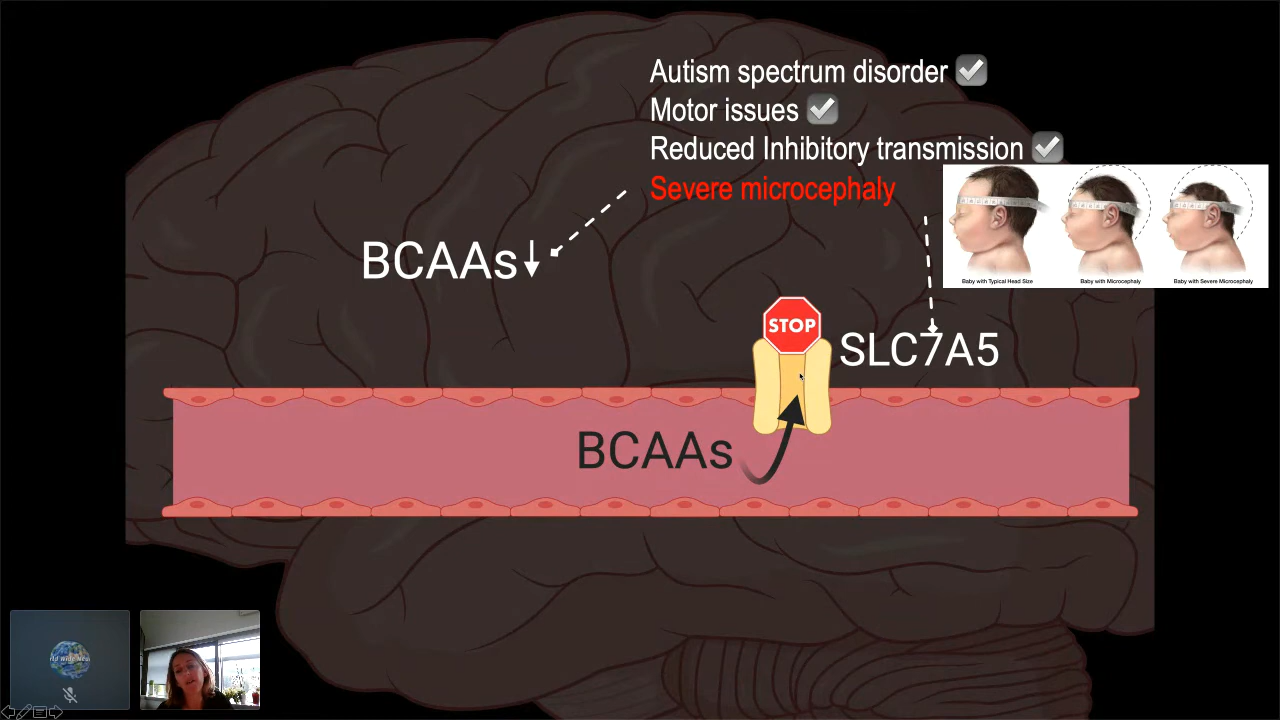 Autism spectrum disorder
Motor issues
Reduced Inhibitory transmission
Severe microcephaly
Baby with Typical Head Size
Baby with Microcephaly
Baby with Severe Microcephaly
BCAAs↓
STOP
SLC7A5
BCAAs